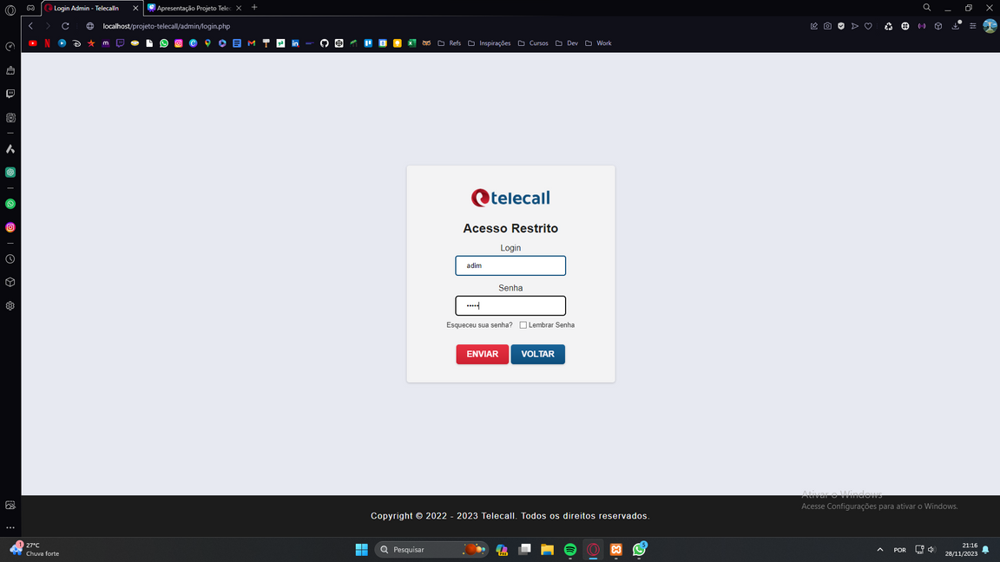 Login Admin - Telecalln
Apresentação Projeto Telec
localhost/projeto-telecall/admin/login.php
Refs
Inspirações
Cursos
Dev
Work
telecall
Acesso Restrito
Login
adim
Senha
•••••
Esqueceu sua senha?
Lembrar Senha
ENVIAR
VOLTAR
Ativar o Windows
Acesse Configurações para ativar o Windows.
Copyright © 2022 - 2023 Telecall. Todos os direitos reservados.
27°C
Chuva forte
Pesquisar
POR
21:16
28/11/2023